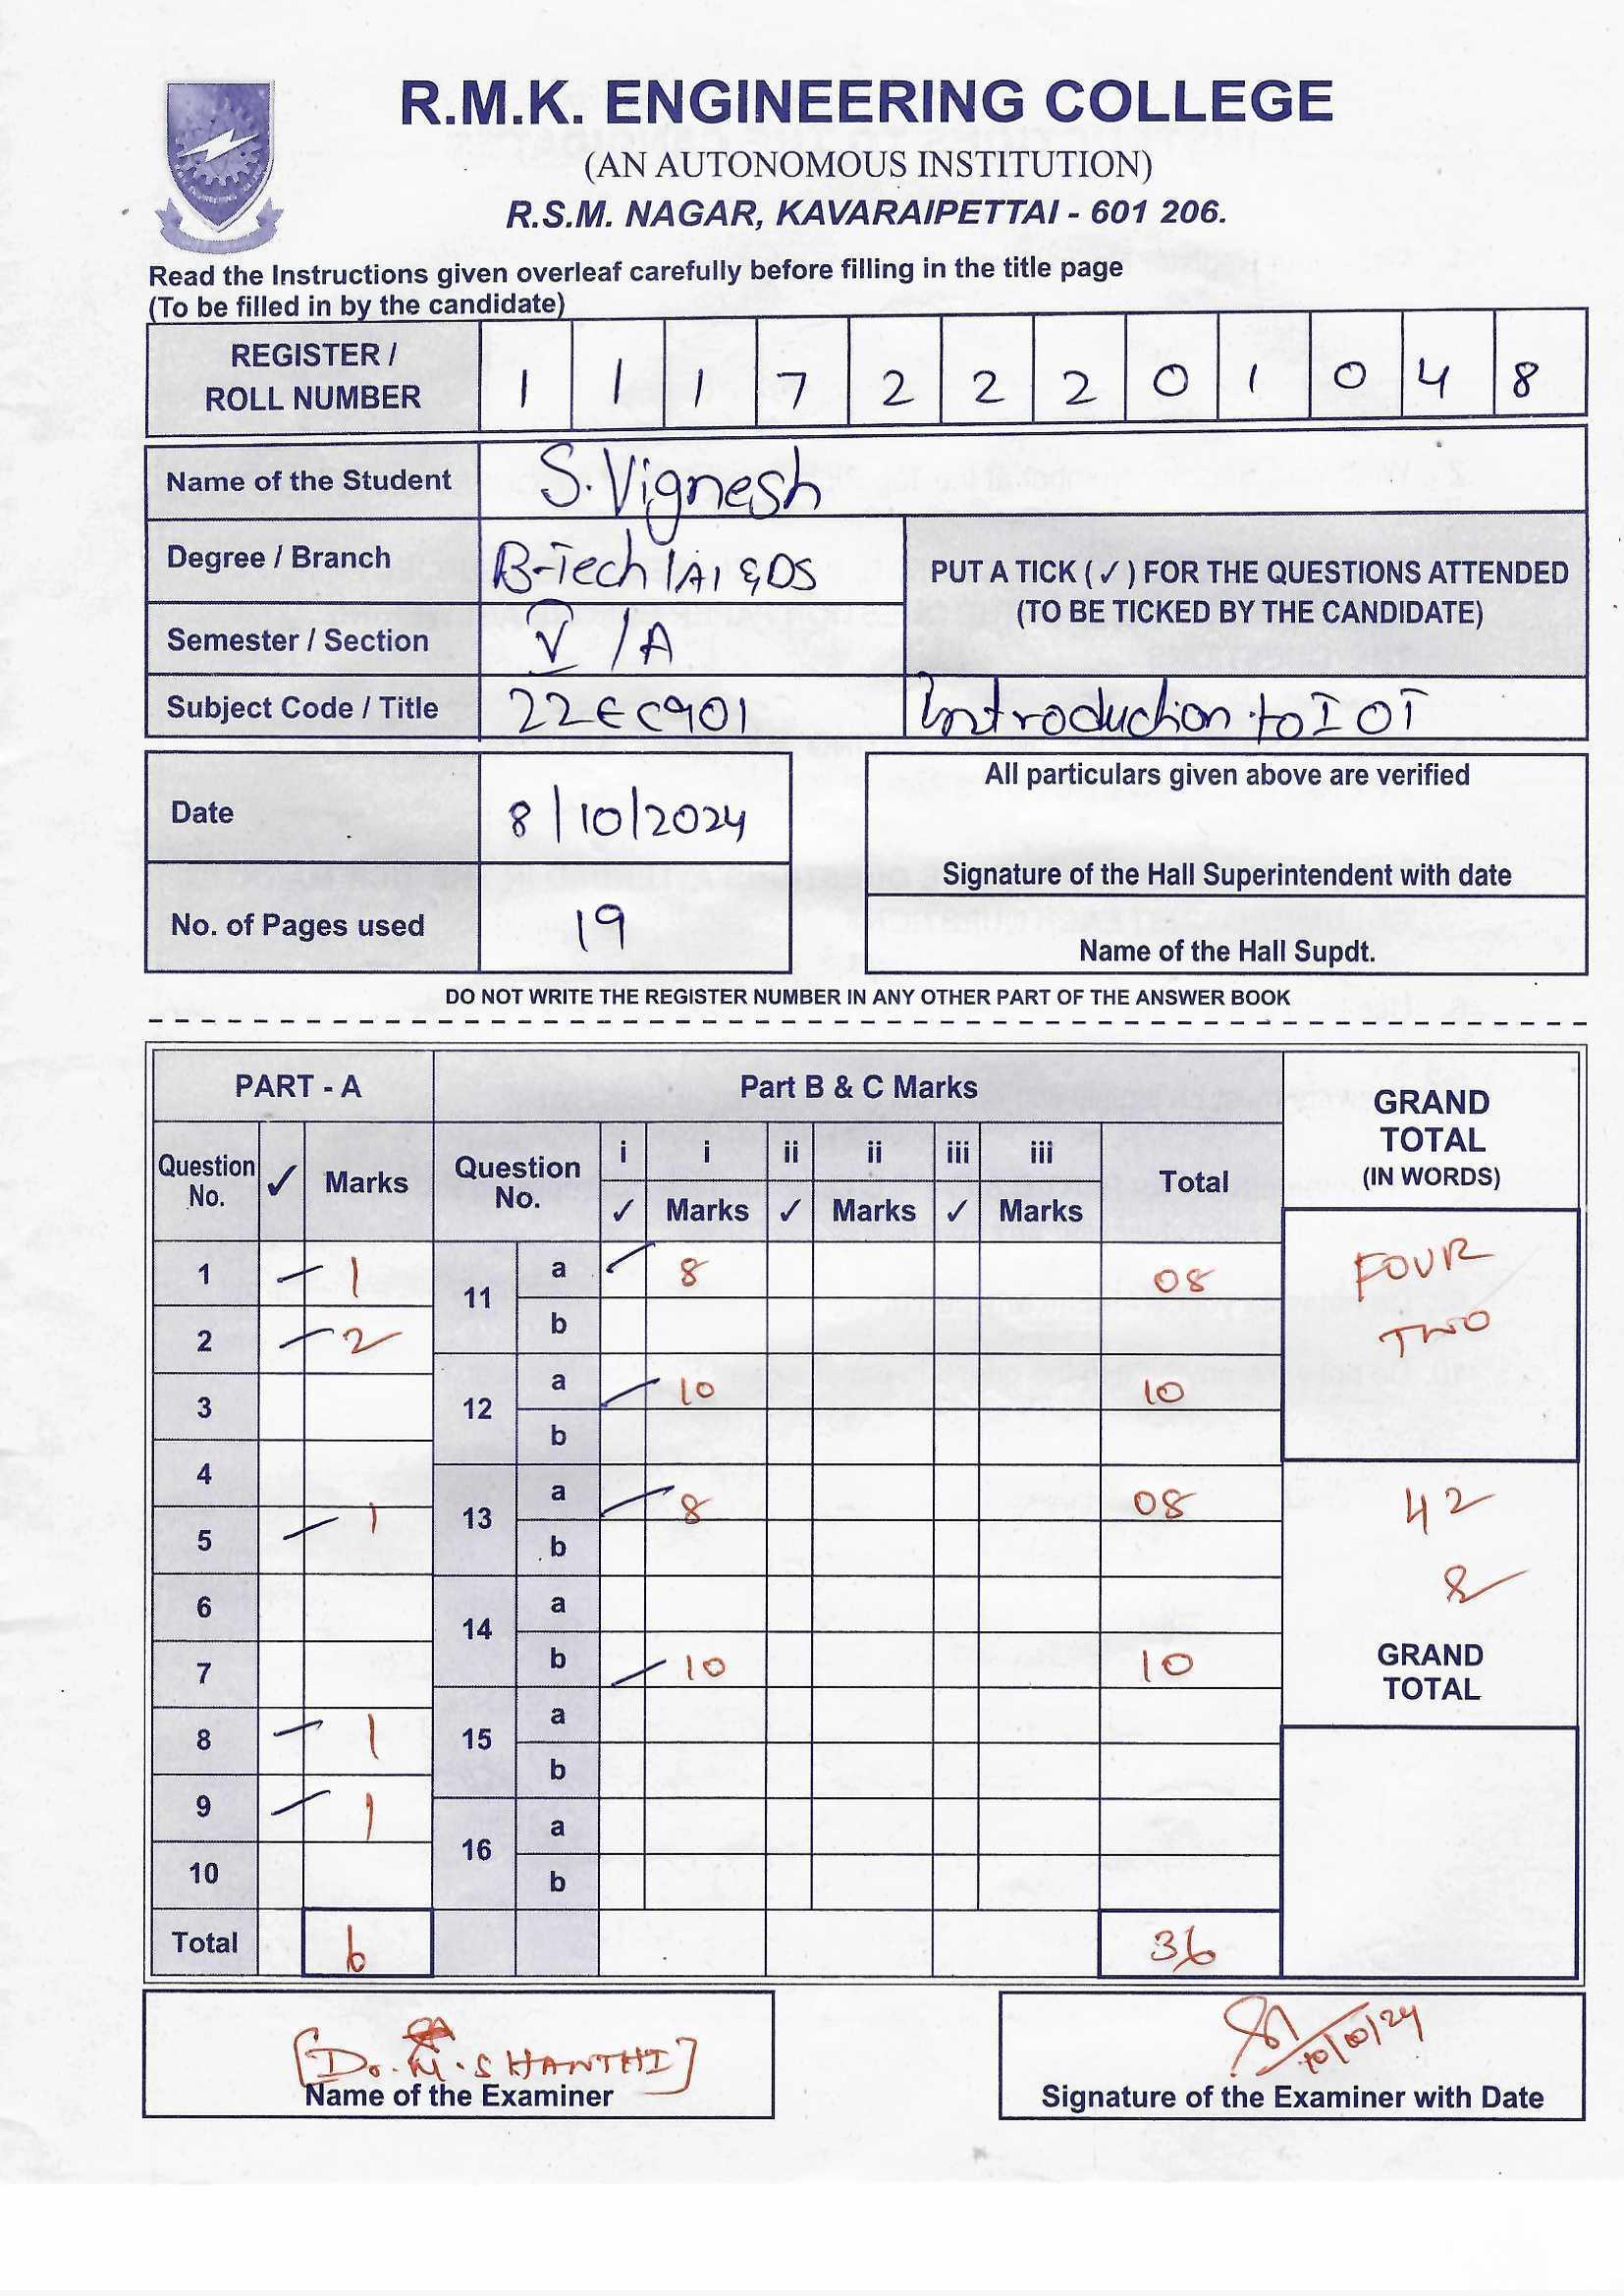 R.M.K. ENGINEERING COLLEGE
(AN AUTONOMOUS INSTITUTION)
R.S.M. NAGAR, KAVARAIPETTAI - 601 206.
Read the Instructions given overleaf carefully before filling in the title page
(To be filled in by the candidate)
REGISTER / ROLL NUMBER 1 1 1 7 2 2 2 0 1 0 4 8
Name of the Student S. Vignesh
Degree / Branch B-Tech / AI & DS
PUT A TICK ( ✓ ) FOR THE QUESTIONS ATTENDED
(TO BE TICKED BY THE CANDIDATE)
Semester / Section V / A
Subject Code / Title 22EC901 Introduction to IOT
Date 8/10/2024
All particulars given above are verified
Signature of the Hall Superintendent with date
No. of Pages used 19
Name of the Hall Supdt.
DO NOT WRITE THE REGISTER NUMBER IN ANY OTHER PART OF THE ANSWER BOOK
PART - A
Question No. ✓ Marks
1 ✓ 1
2 ✓ 2
3
4
5 ✓ 1
6
7
8 ✓ 1
9 ✓ 1
10
Total 6
Part B & C Marks
Question No. i ✓ i Marks ii ✓ ii Marks iii ✓ iii Marks Total
11 a ✓ 8 08
b
12 a ✓ 10 10
b
13 a ✓ 8 08
b
14 a
b ✓ 10 10
15 a
b
16 a
b
36
GRAND
TOTAL
(IN WORDS)
FOUR
TWO
42
GRAND
TOTAL
[Dr. M. SHANTHI]
Name of the Examiner
10/10/24
Signature of the Examiner with Date